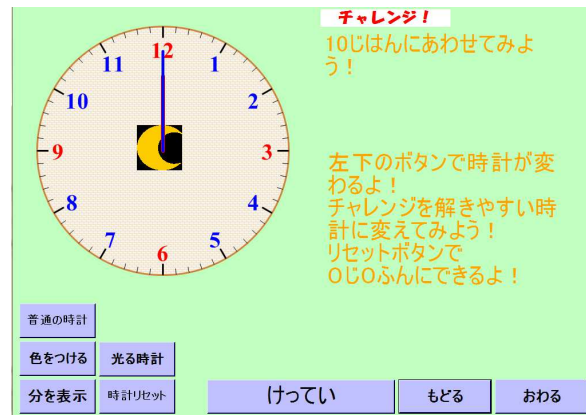 チャレンジ！
10じはんにあわせてみよ
う！
12
11
1
10
2
9
3
8
4
7
5
6
左下のボタンで時計が変
わるよ！
チャレンジを解きやすい時
計に変えてみよう！
リセットボタンで
0じ0ふんにできるよ！
普通の時計
色をつける 光る時計
分を表示 時計リセット けってい もどる おわる